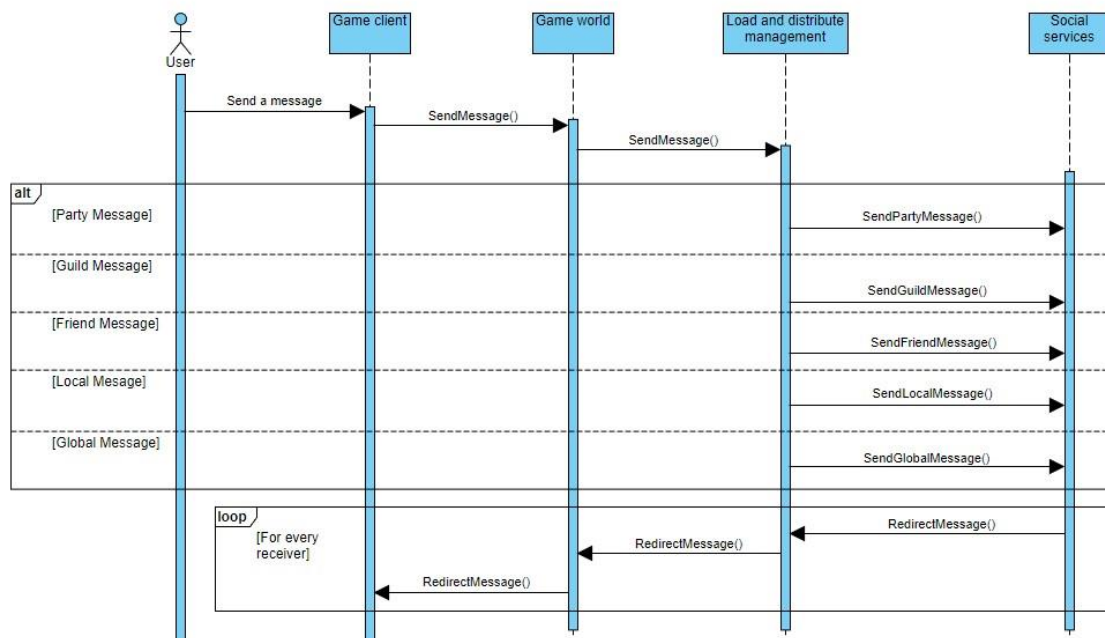 Game client
Game world
Load and distribute
management
Social
services
User
Send a message
SendMessage()
SendMessage()
alt
[Party Message]
SendPartyMessage()
[Guild Message]
SendGuildMessage()
[Friend Message]
SendFriendMessage()
[Local Mesage]
SendLocalMessage()
[Global Message]
SendGlobalMessage()
loop
[For every
receiver]
RedirectMessage()
RedirectMessage()
RedirectMessage()